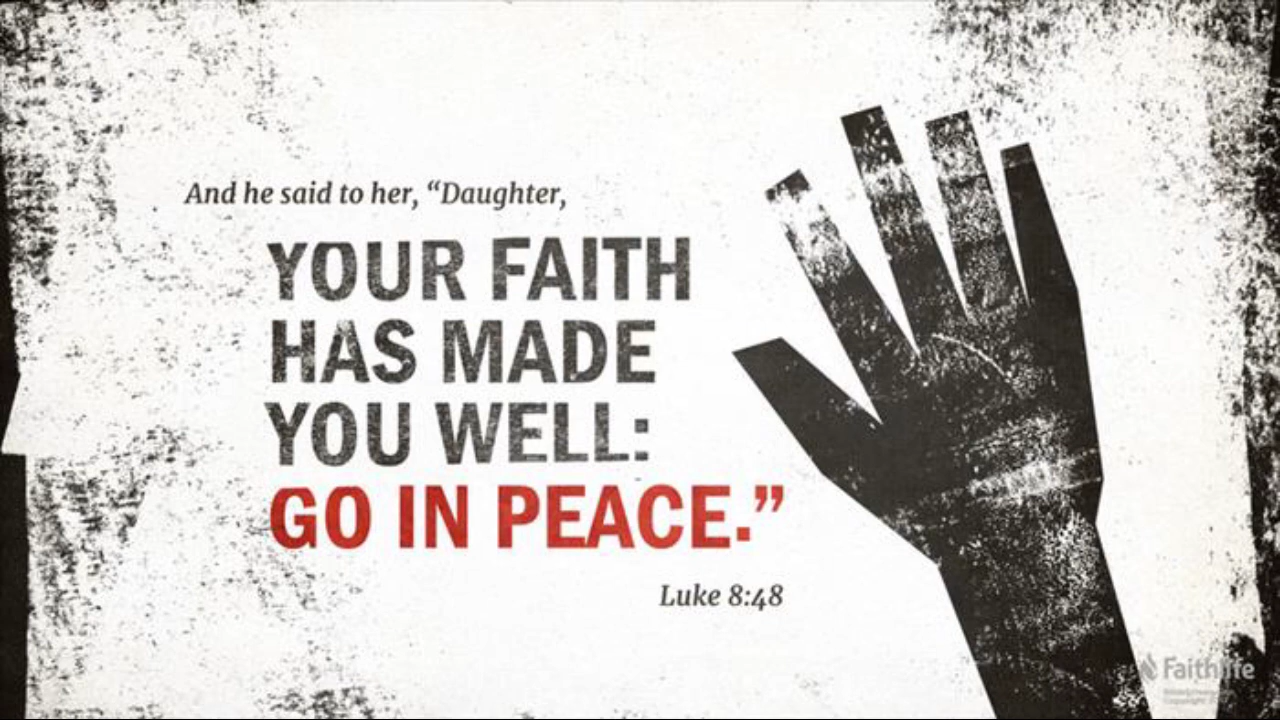 And he said to her, “Daughter,
YOUR FAITH
HAS MADE
YOU WELL:
GO IN PEACE.”
Luke 8:48
Faithlife